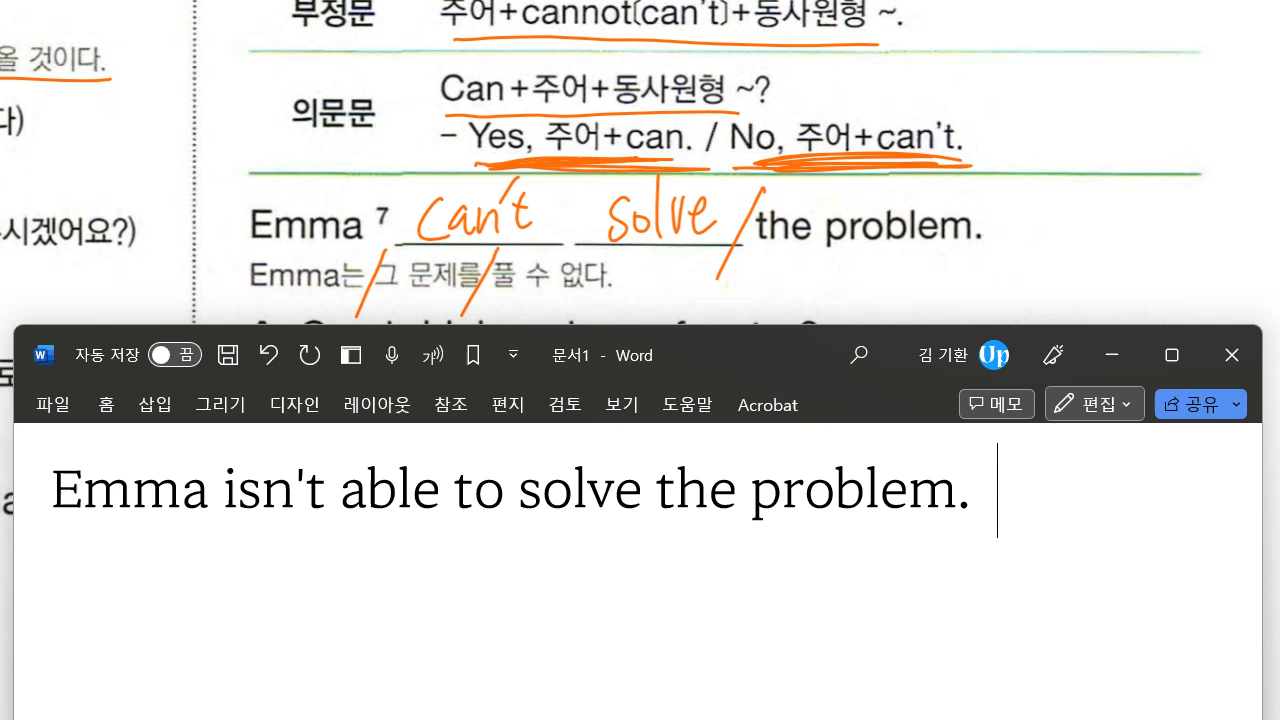 부정문 주어+cannot(can't)+동사원형 ~.
올 것이다.
의문문 Can+주어+동사원형 ~?
다)
– Yes, 주어+can. / No, 주어+can't.
시겠어요?)
Emma 7 can't solve / the problem.
Emma는 / 그 문제를 / 풀 수 없다.
자동 저장 끔 문서1 - Word 김 기환 Up
파일 홈 삽입 그리기 디자인 레이아웃 참조 편지 검토 보기 도움말 Acrobat 메모 편집 공유
Emma isn't able to solve the problem.